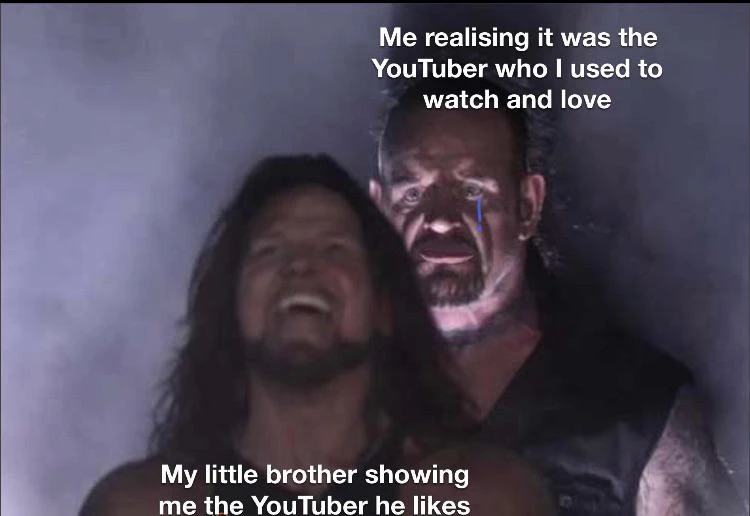 Me realising it was the
YouTuber who I used to
watch and love
My little brother showing
me the YouTuber he likes